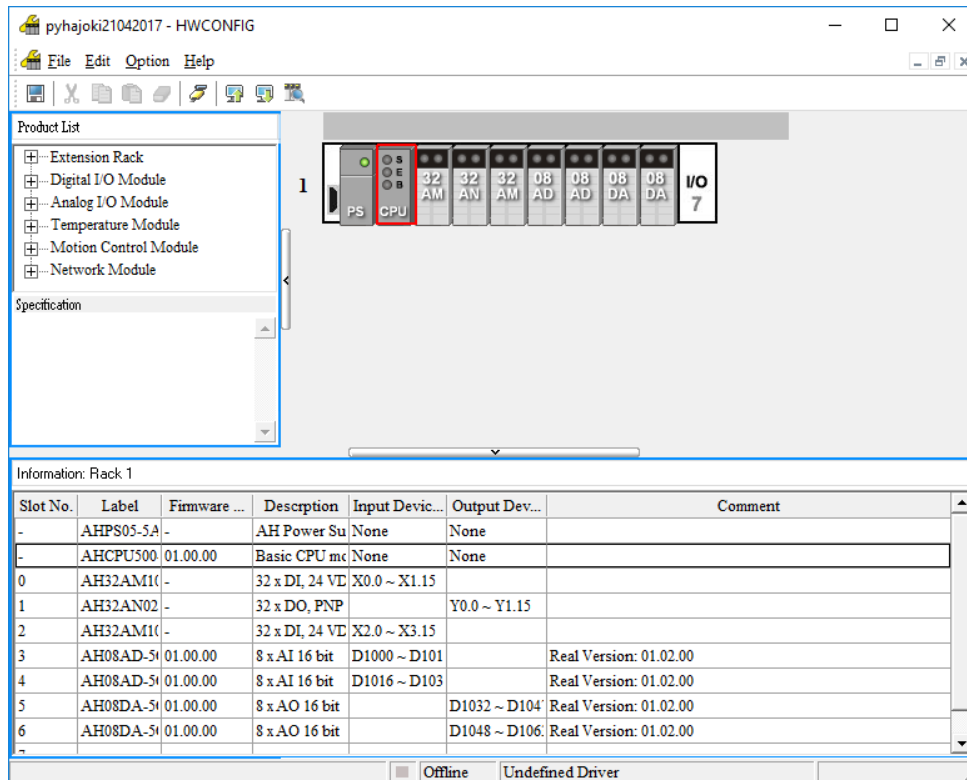 pyhajoki21042017 - HWCONFIG
File Edit Option Help
Product List
Extension Rack
Digital I/O Module
Analog I/O Module
Temperature Module
Motion Control Module
Network Module
Specification
1
PS CPU 32 AM 32 AN 32 AM 08 AD 08 AD 08 DA 08 DA I/O 7
S
E
B
Information: Rack 1
Slot No. Label Firmware ... Descrption Input Devic... Output Dev... Comment
- AHPS05-5A - AH Power Su None None
- AHCPU500- 01.00.00 Basic CPU mo None None
0 AH32AM10 - 32 x DI, 24 VD X0.0 ~ X1.15
1 AH32AN02 - 32 x DO, PNP Y0.0 ~ Y1.15
2 AH32AM10 - 32 x DI, 24 VD X2.0 ~ X3.15
3 AH08AD-5 01.00.00 8 x AI 16 bit D1000 ~ D101 Real Version: 01.02.00
4 AH08AD-5 01.00.00 8 x AI 16 bit D1016 ~ D103 Real Version: 01.02.00
5 AH08DA-5 01.00.00 8 x AO 16 bit D1032 ~ D104 Real Version: 01.02.00
6 AH08DA-5 01.00.00 8 x AO 16 bit D1048 ~ D106 Real Version: 01.02.00
Offline Undefined Driver